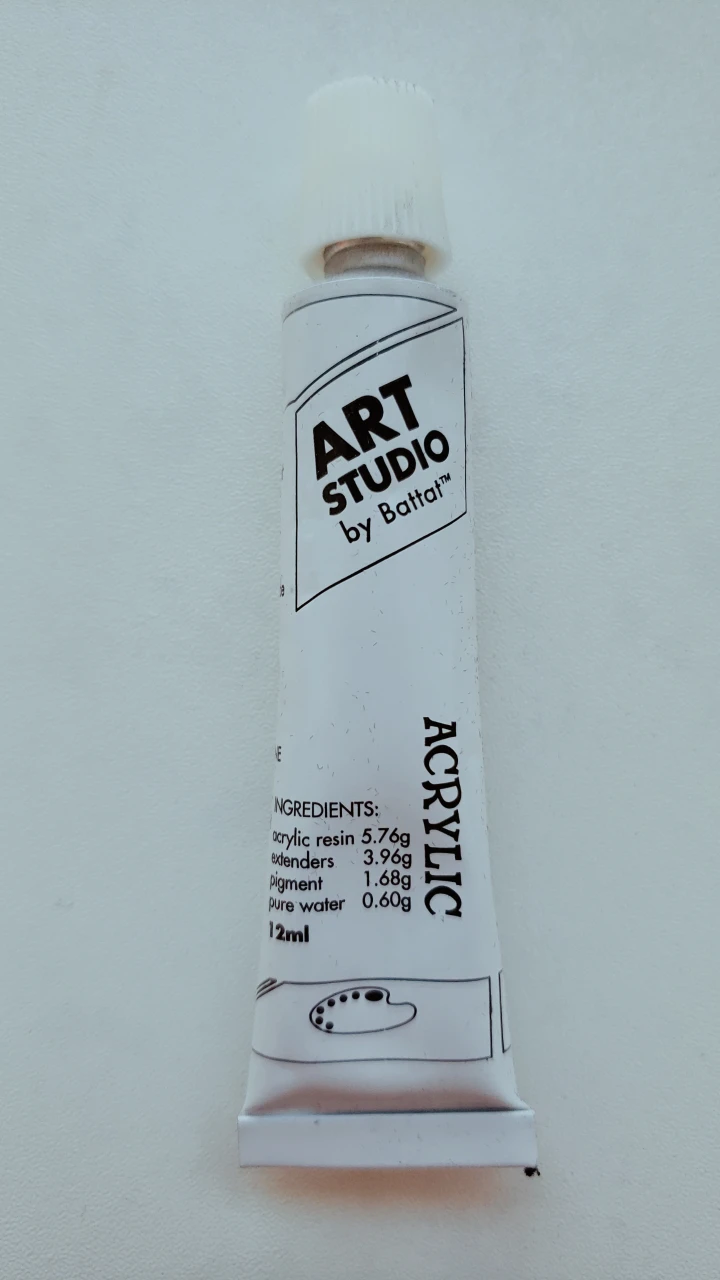 ART
STUDIO
by Battat™
ACRYLIC
INGREDIENTS:
acrylic resin 5.76g
extenders 3.96g
pigment 1.68g
pure water 0.60g
12ml